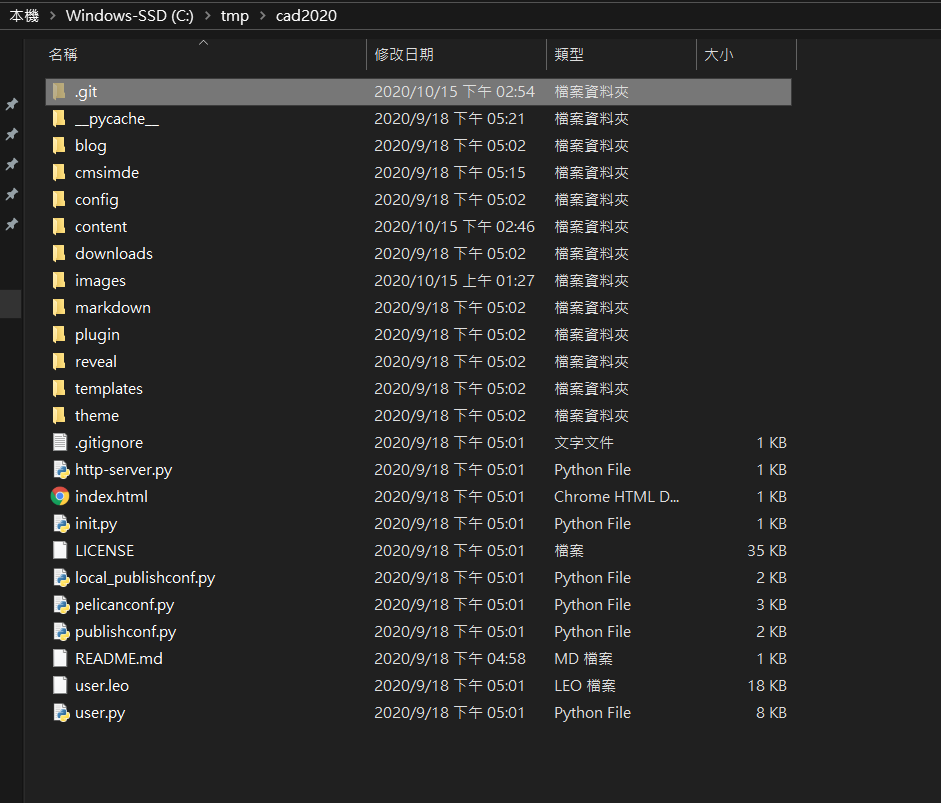 本機 > Windows-SSD (C:) > tmp > cad2020
名稱 修改日期 類型 大小
.git 2020/10/15 下午 02:54 檔案資料夾
__pycache__ 2020/9/18 下午 05:21 檔案資料夾
blog 2020/9/18 下午 05:02 檔案資料夾
cmsimde 2020/9/18 下午 05:15 檔案資料夾
config 2020/9/18 下午 05:02 檔案資料夾
content 2020/10/15 下午 02:46 檔案資料夾
downloads 2020/9/18 下午 05:02 檔案資料夾
images 2020/10/15 上午 01:27 檔案資料夾
markdown 2020/9/18 下午 05:02 檔案資料夾
plugin 2020/9/18 下午 05:02 檔案資料夾
reveal 2020/9/18 下午 05:02 檔案資料夾
templates 2020/9/18 下午 05:02 檔案資料夾
theme 2020/9/18 下午 05:02 檔案資料夾
.gitignore 2020/9/18 下午 05:01 文字文件 1 KB
http-server.py 2020/9/18 下午 05:01 Python File 1 KB
index.html 2020/9/18 下午 05:01 Chrome HTML D... 1 KB
init.py 2020/9/18 下午 05:01 Python File 1 KB
LICENSE 2020/9/18 下午 05:01 檔案 35 KB
local_publishconf.py 2020/9/18 下午 05:01 Python File 2 KB
pelicanconf.py 2020/9/18 下午 05:01 Python File 3 KB
publishconf.py 2020/9/18 下午 05:01 Python File 2 KB
README.md 2020/9/18 下午 04:58 MD 檔案 1 KB
user.leo 2020/9/18 下午 05:01 LEO 檔案 18 KB
user.py 2020/9/18 下午 05:01 Python File 8 KB